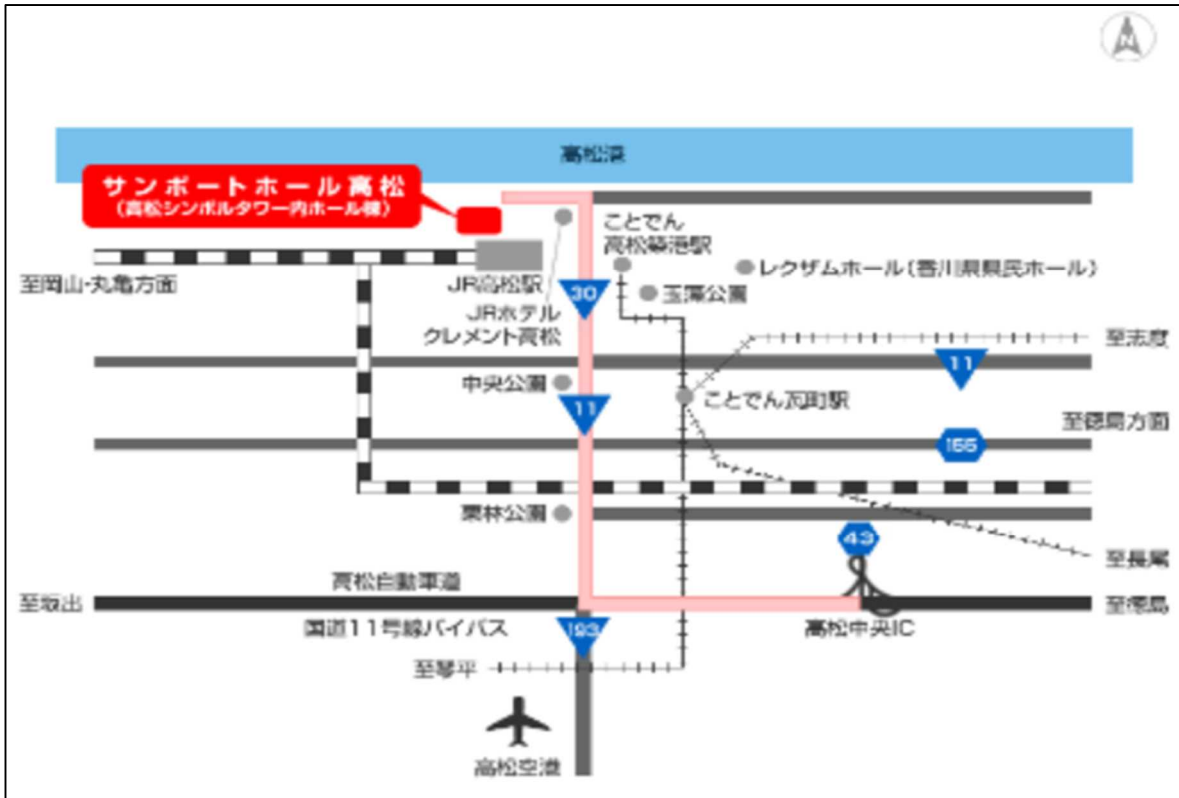 N
高松港
サンポートホール高松
(高松シンボルタワー内ホール棟)
ことでん
高松築港駅
レクザムホール(香川県県民ホール)
至岡山・丸亀方面
JR高松駅
30
玉藻公園
JRホテル
クレメント高松
至志度
11
中央公園
11
ことでん瓦町駅
至徳島方面
155
栗林公園
43
至長尾
高松自動車道
至坂出
至徳島
国道11号線バイパス
193
高松中央IC
至琴平
高松空港